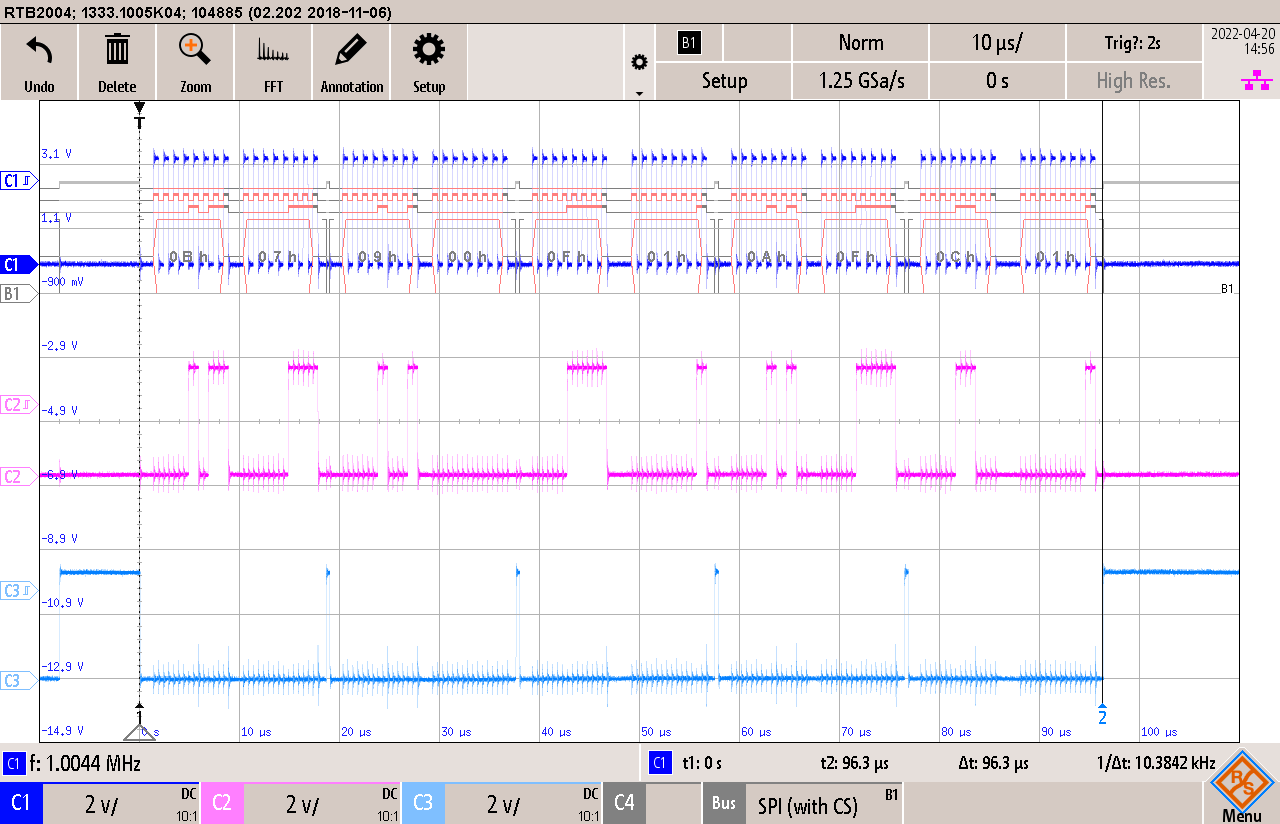 RTB2004; 1333.1005K04; 104885 (02.202 2018-11-06)
Undo Delete Zoom FFT Annotation Setup
B1 Norm 10 µs/ Trig?: 2s
Setup 1.25 GSa/s 0 s High Res.
2022-04-20
14:56
T
3.1 V
C1
1.1 V
0Bh 07h 09h 00h 0Fh 01h 0Ah 0Fh 0Ch 01h
C1
-900 mV
B1 B1
-2.9 V
C2
-4.9 V
C2 -6.9 V
-8.9 V
C3
-10.9 V
-12.9 V
C3
1 2
-14.9 V 0 s 10 µs 20 µs 30 µs 40 µs 50 µs 60 µs 70 µs 80 µs 90 µs 100 µs
C1 f: 1.0044 MHz C1 t1: 0 s t2: 96.3 µs Δt: 96.3 µs 1/Δt: 10.3842 kHz
C1 2 V/ DC 10:1 C2 2 V/ DC 10:1 C3 2 V/ DC 10:1 C4 Bus SPI (with CS) B1
R S
Menu